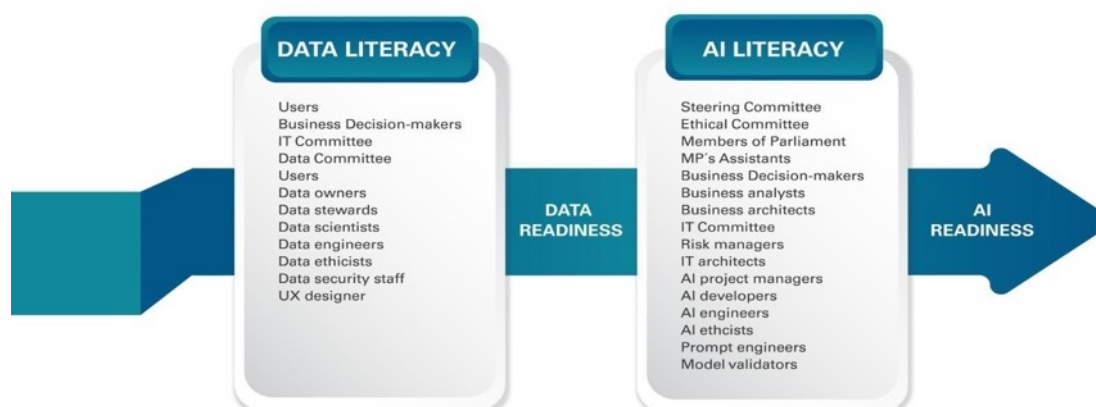 DATA LITERACY
Users
Business Decision-makers
IT Committee
Data Committee
Users
Data owners
Data stewards
Data scientists
Data engineers
Data ethicists
Data security staff
UX designer
DATA
READINESS
AI LITERACY
Steering Committee
Ethical Committee
Members of Parliament
MP´s Assistants
Business Decision-makers
Business analysts
Business architects
IT Committee
Risk managers
IT architects
AI project managers
AI developers
AI engineers
AI ethcists
Prompt engineers
Model validators
AI
READINESS